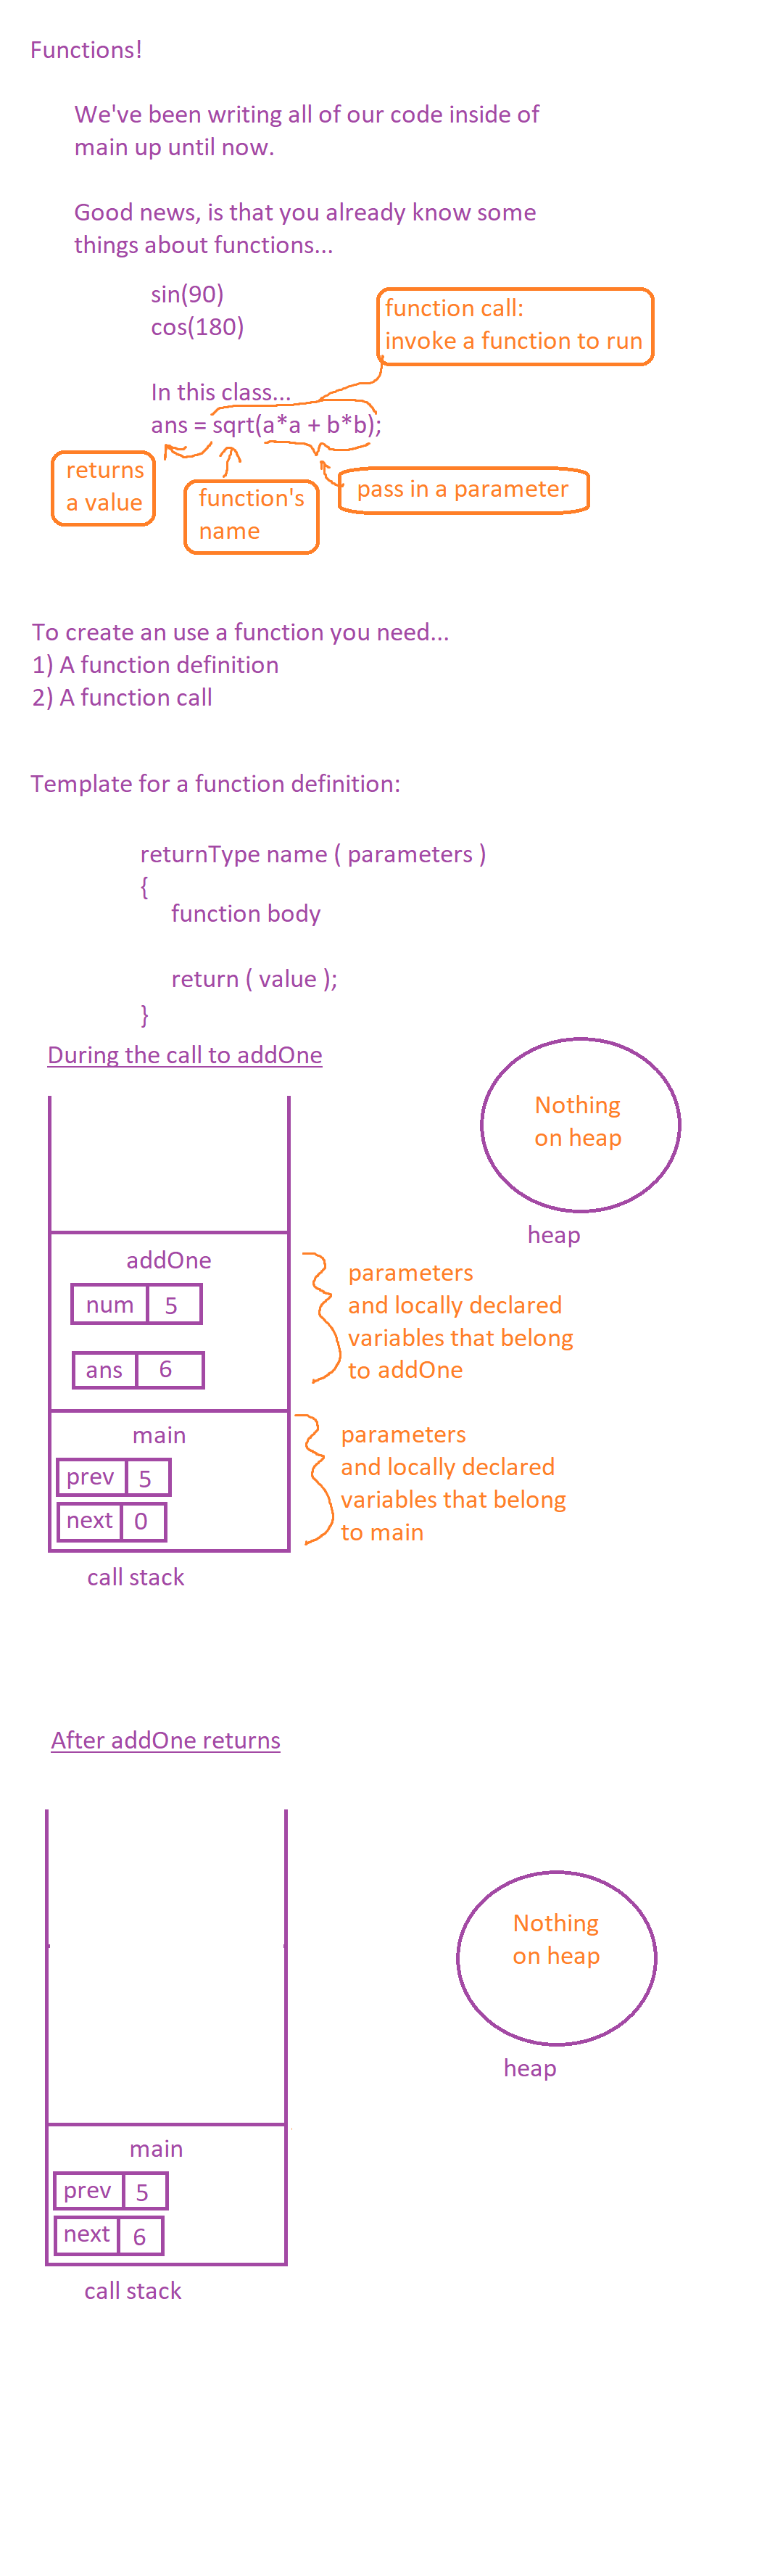 Functions!
We've been writing all of our code inside of
main up until now.
Good news, is that you already know some
things about functions...
sin(90)
cos(180)
function call:
invoke a function to run
In this class...
ans = sqrt(a*a + b*b);
returns
a value
function's
name
pass in a parameter
To create an use a function you need...
1) A function definition
2) A function call
Template for a function definition:
returnType name ( parameters )
{
function body
return ( value );
}
During the call to addOne
Nothing
on heap
heap
addOne
num 5
ans 6
parameters
and locally declared
variables that belong
to addOne
main
prev 5
next 0
parameters
and locally declared
variables that belong
to main
call stack
After addOne returns
Nothing
on heap
heap
main
prev 5
next 6
call stack